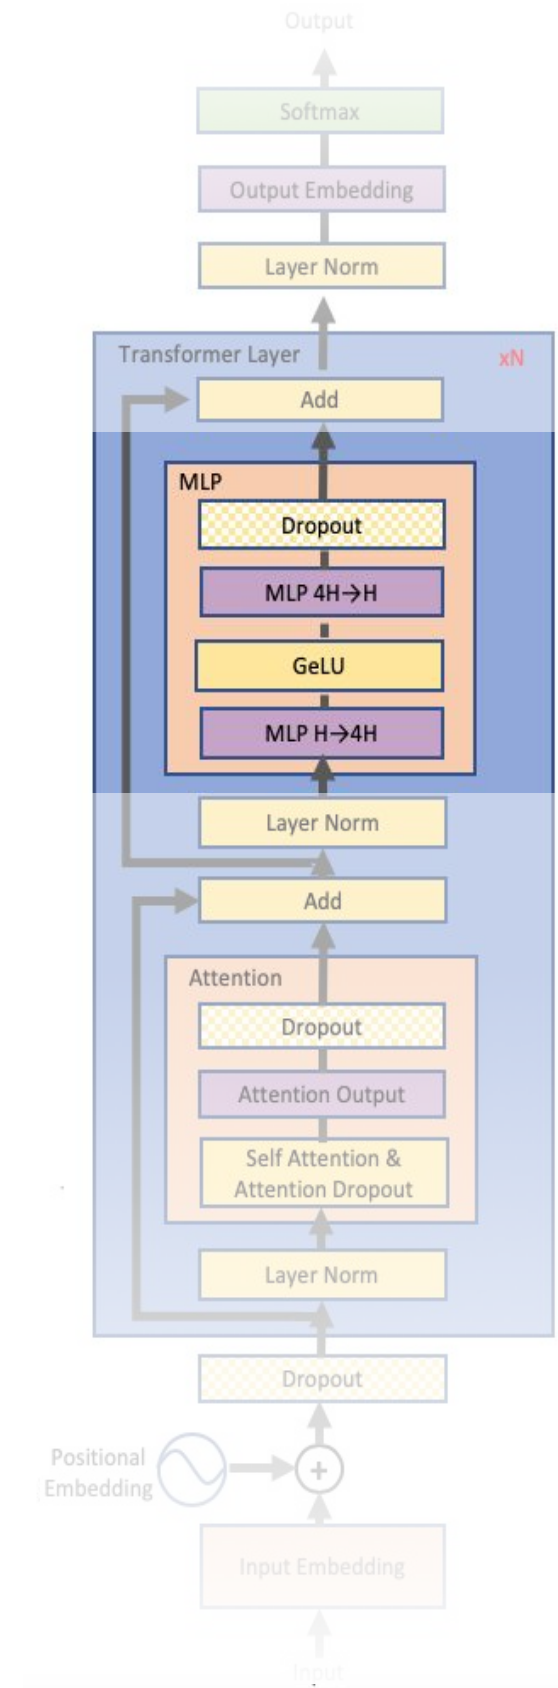 Output
Softmax
Output Embedding
Layer Norm
Transformer Layer
xN
Add
MLP
Dropout
MLP 4H→H
GeLU
MLP H→4H
Layer Norm
Add
Attention
Dropout
Attention Output
Self Attention &
Attention Dropout
Layer Norm
Dropout
Positional
Embedding
+
Input Embedding
Input